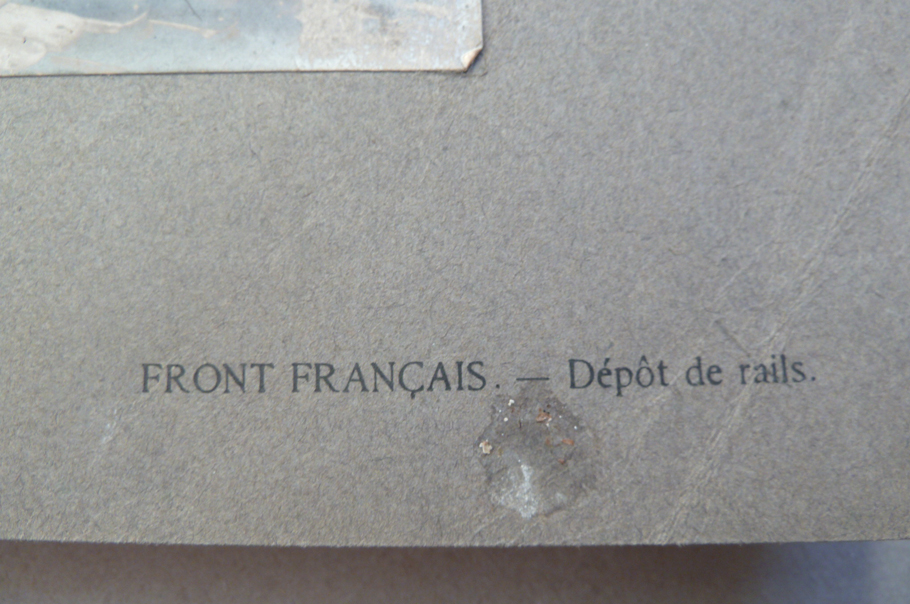 FRONT FRANÇAIS. — Dépôt de rails.